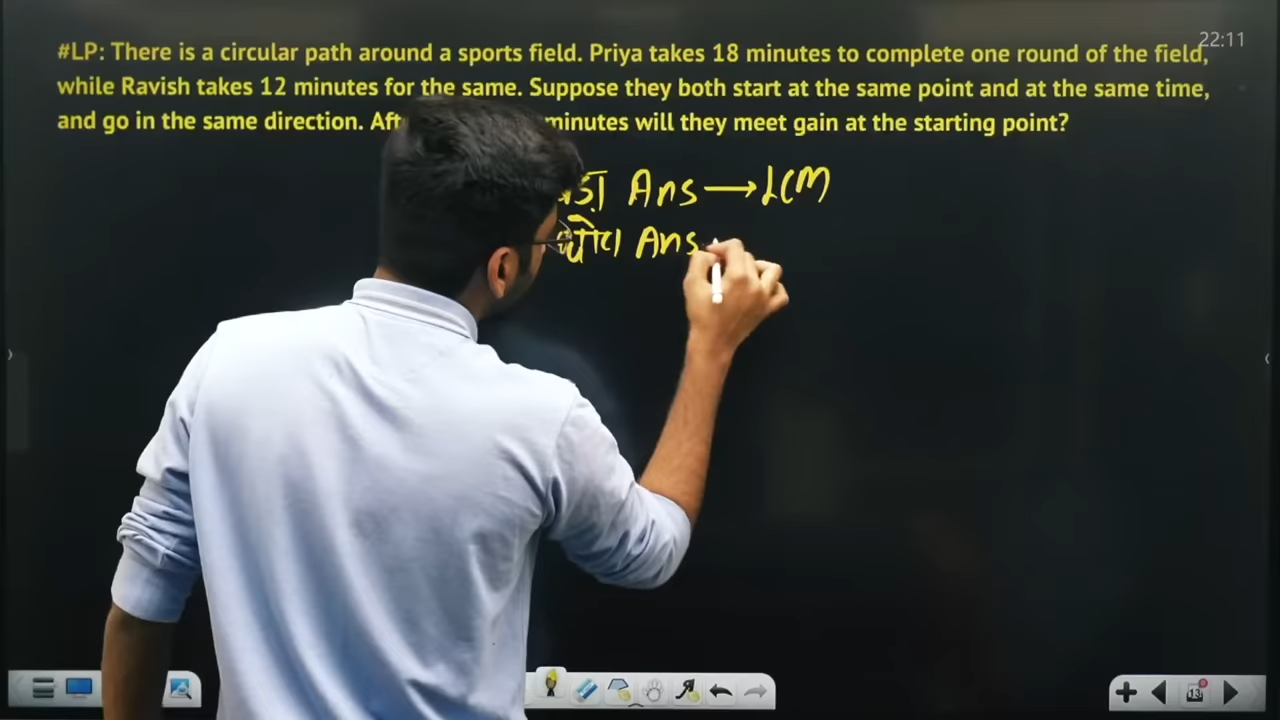 22:11
#LP: There is a circular path around a sports field. Priya takes 18 minutes to complete one round of the field,
while Ravish takes 12 minutes for the same. Suppose they both start at the same point and at the same time,
and go in the same direction. minutes will they meet gain at the starting point?
Ans → LCM
Ans
13